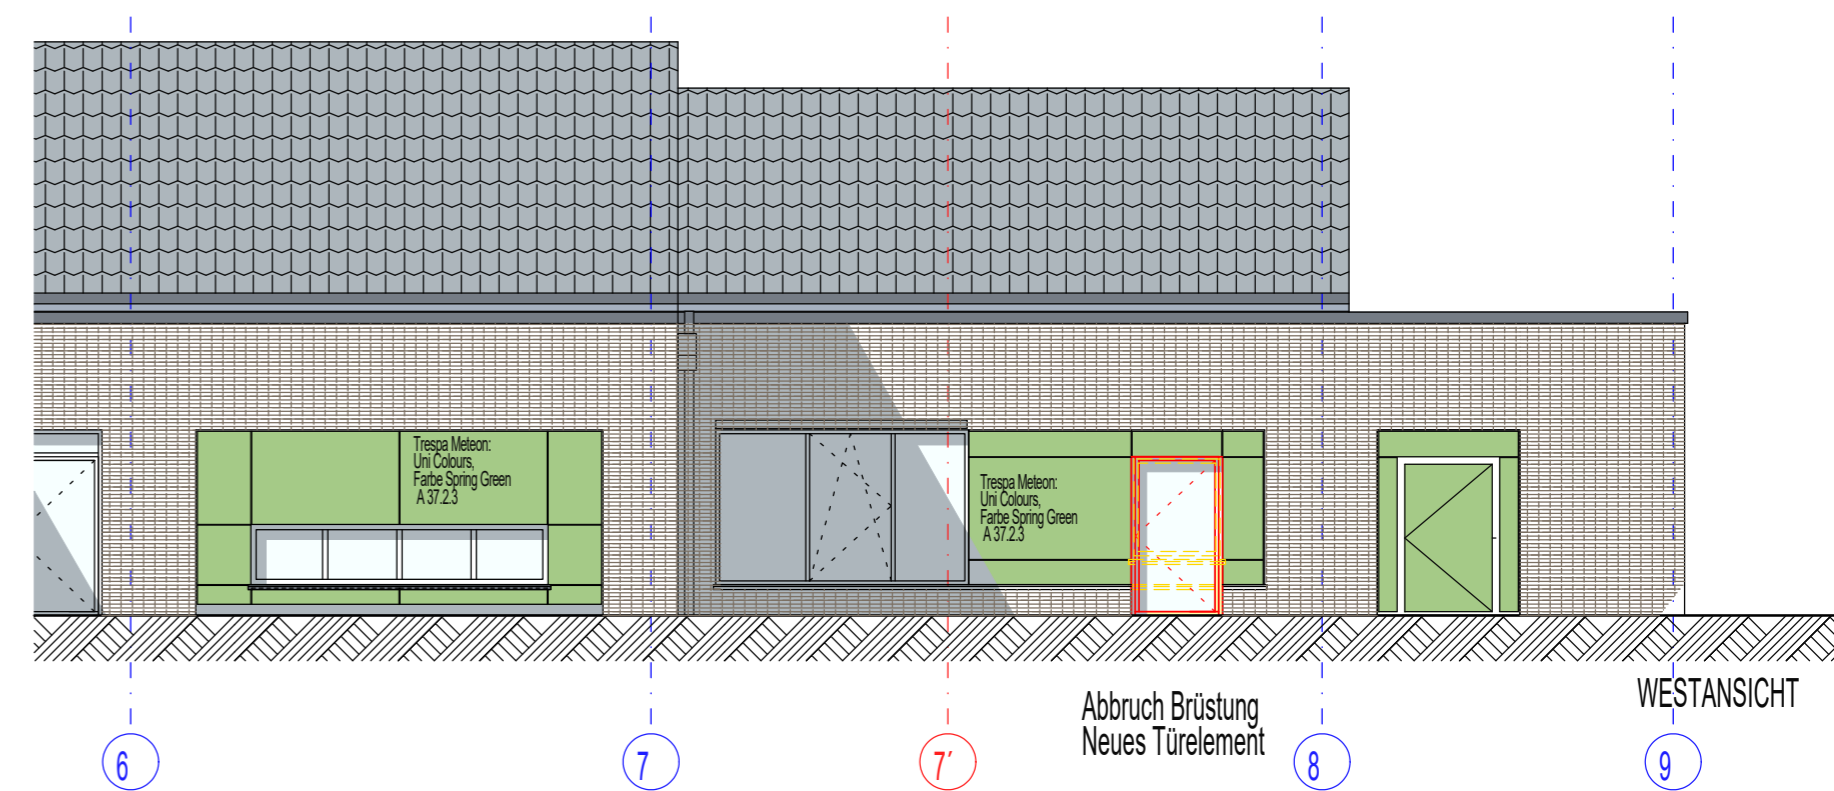 Trespa Meteon:
Uni Colours,
Farbe Spring Green
A 37.2.3
Trespa Meteon:
Uni Colours,
Farbe Spring Green
A 37.2.3
Abbruch Brüstung
Neues Türelement
WESTANSICHT
6
7
7´
8
9